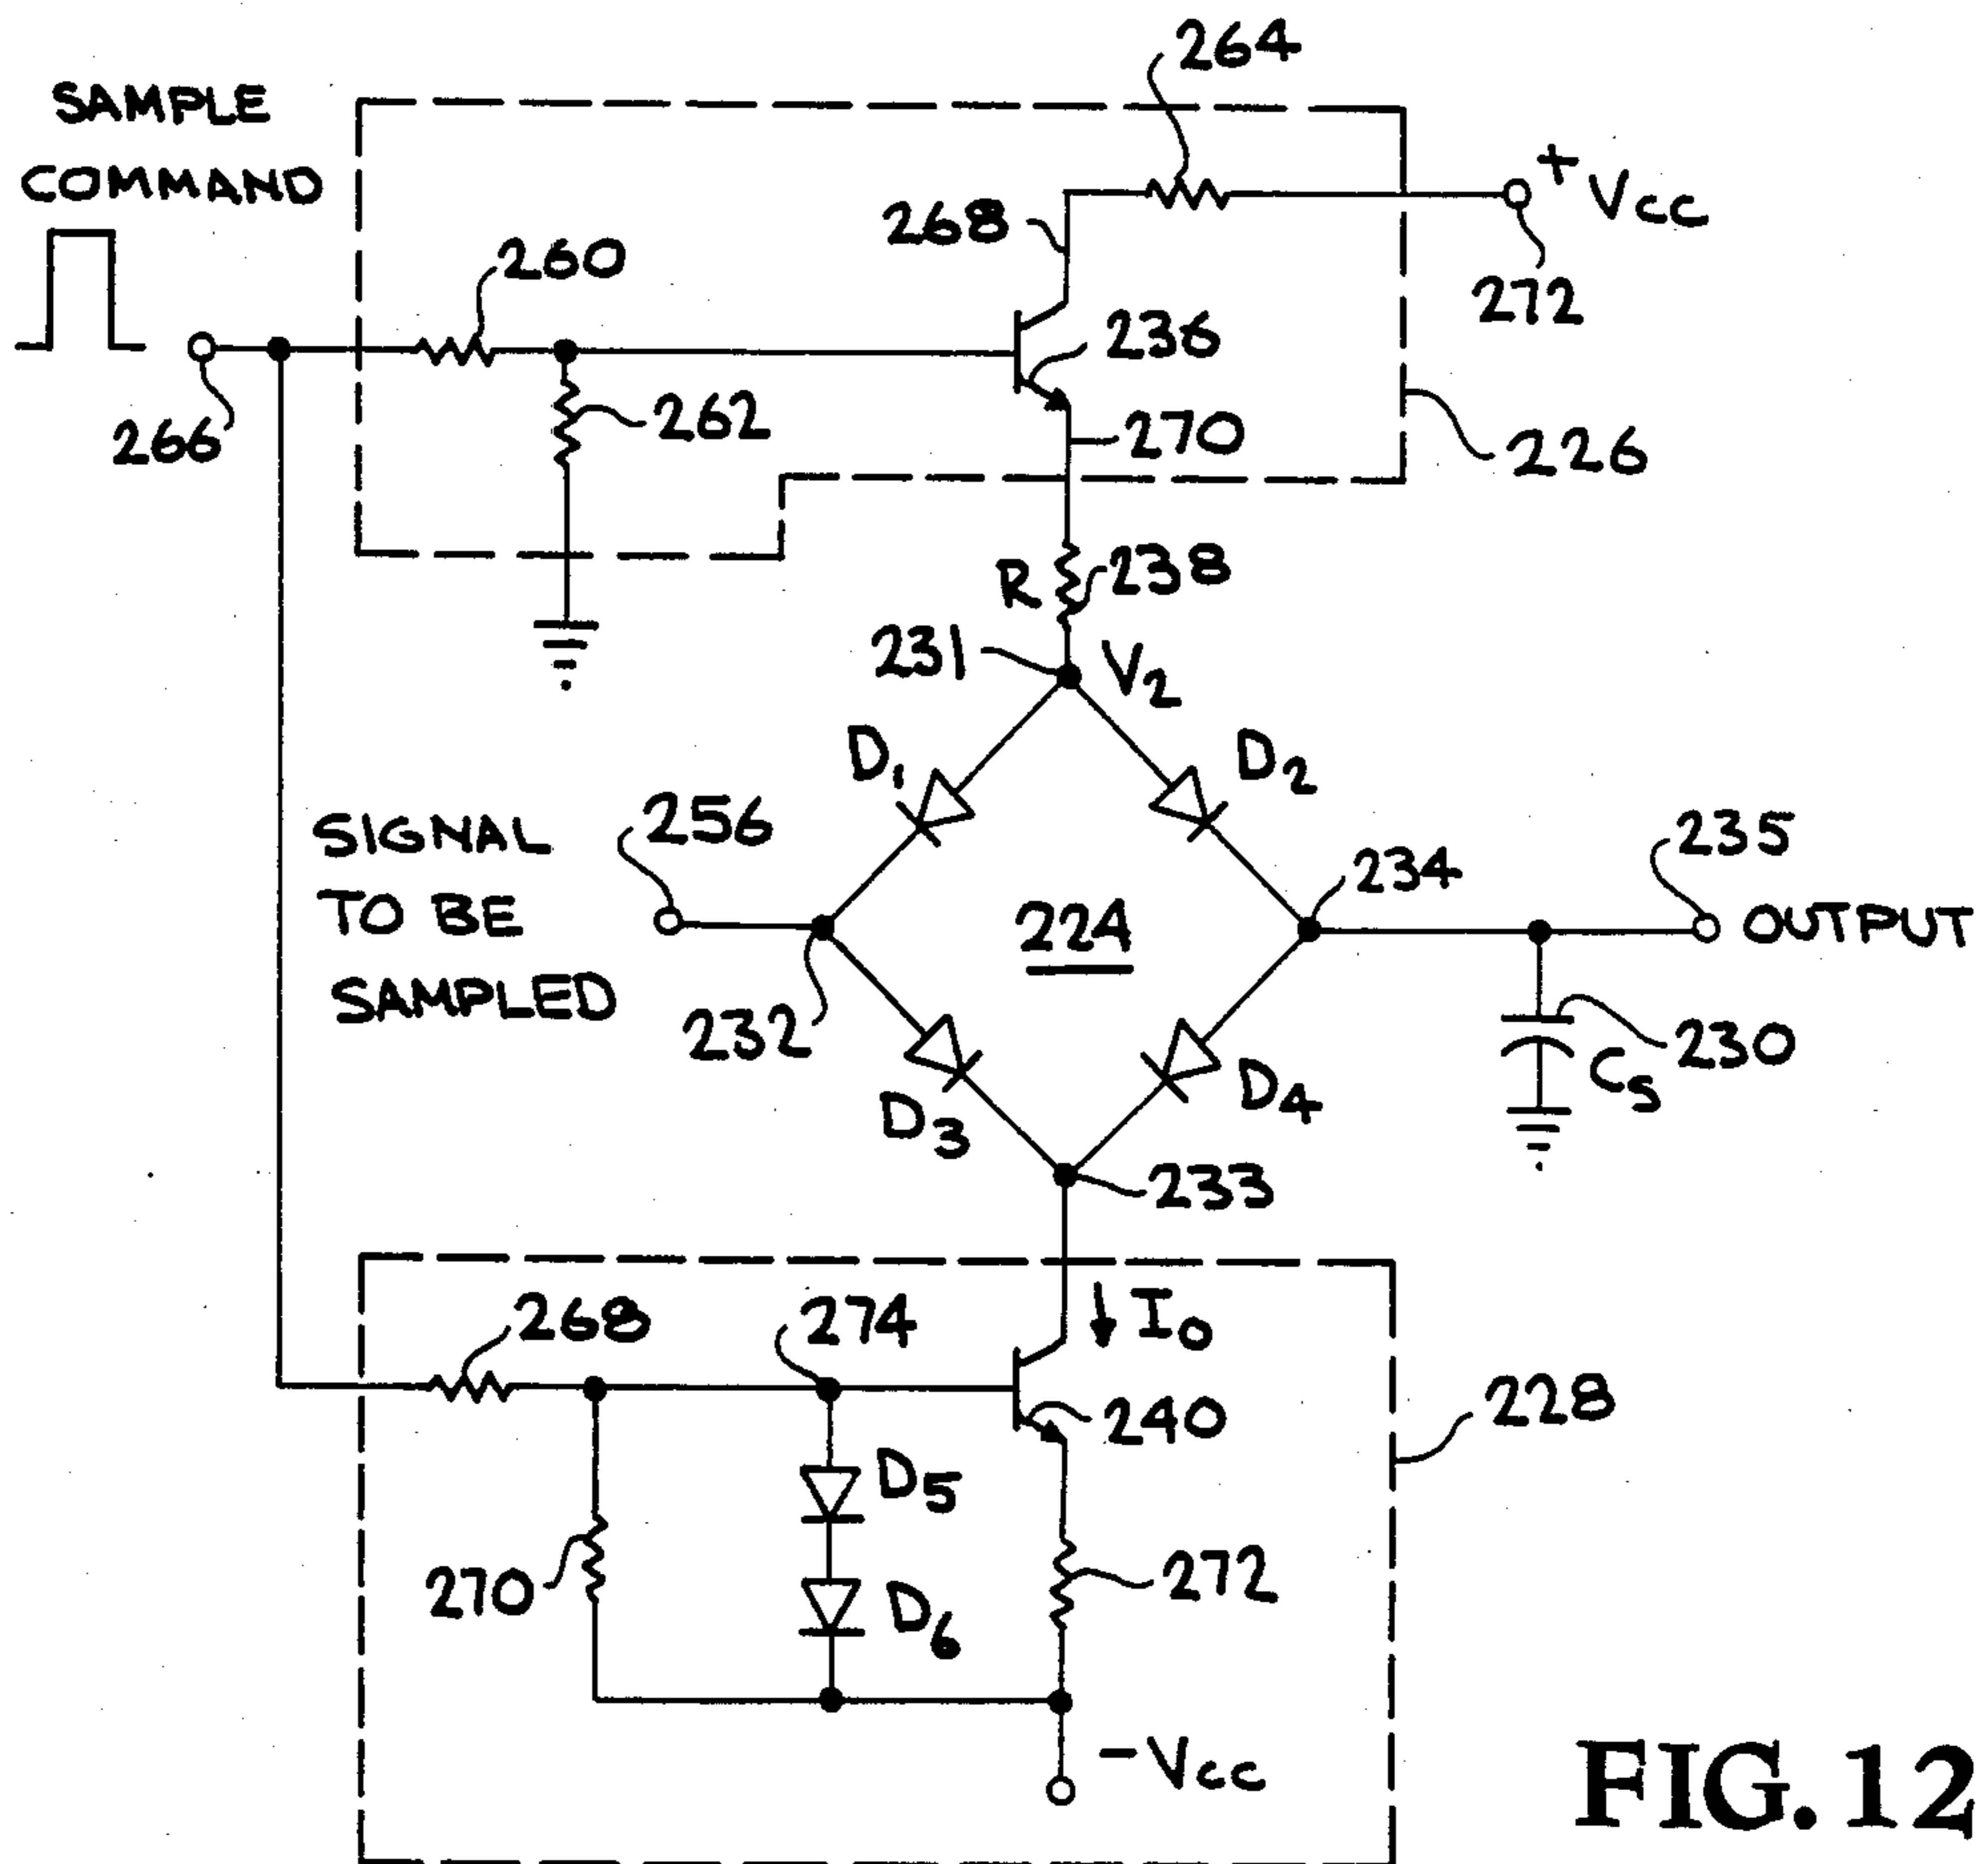 264
SAMPLE
COMMAND
+Vcc
268
260
272
236
266
262
270
226
R
238
231
V2
D1
D2
256
235
SIGNAL
TO BE
SAMPLED
234
224
OUTPUT
232
230
Cs
D3
D4
233
268
274
Io
228
240
D5
270
272
D6
-Vcc
FIG. 12